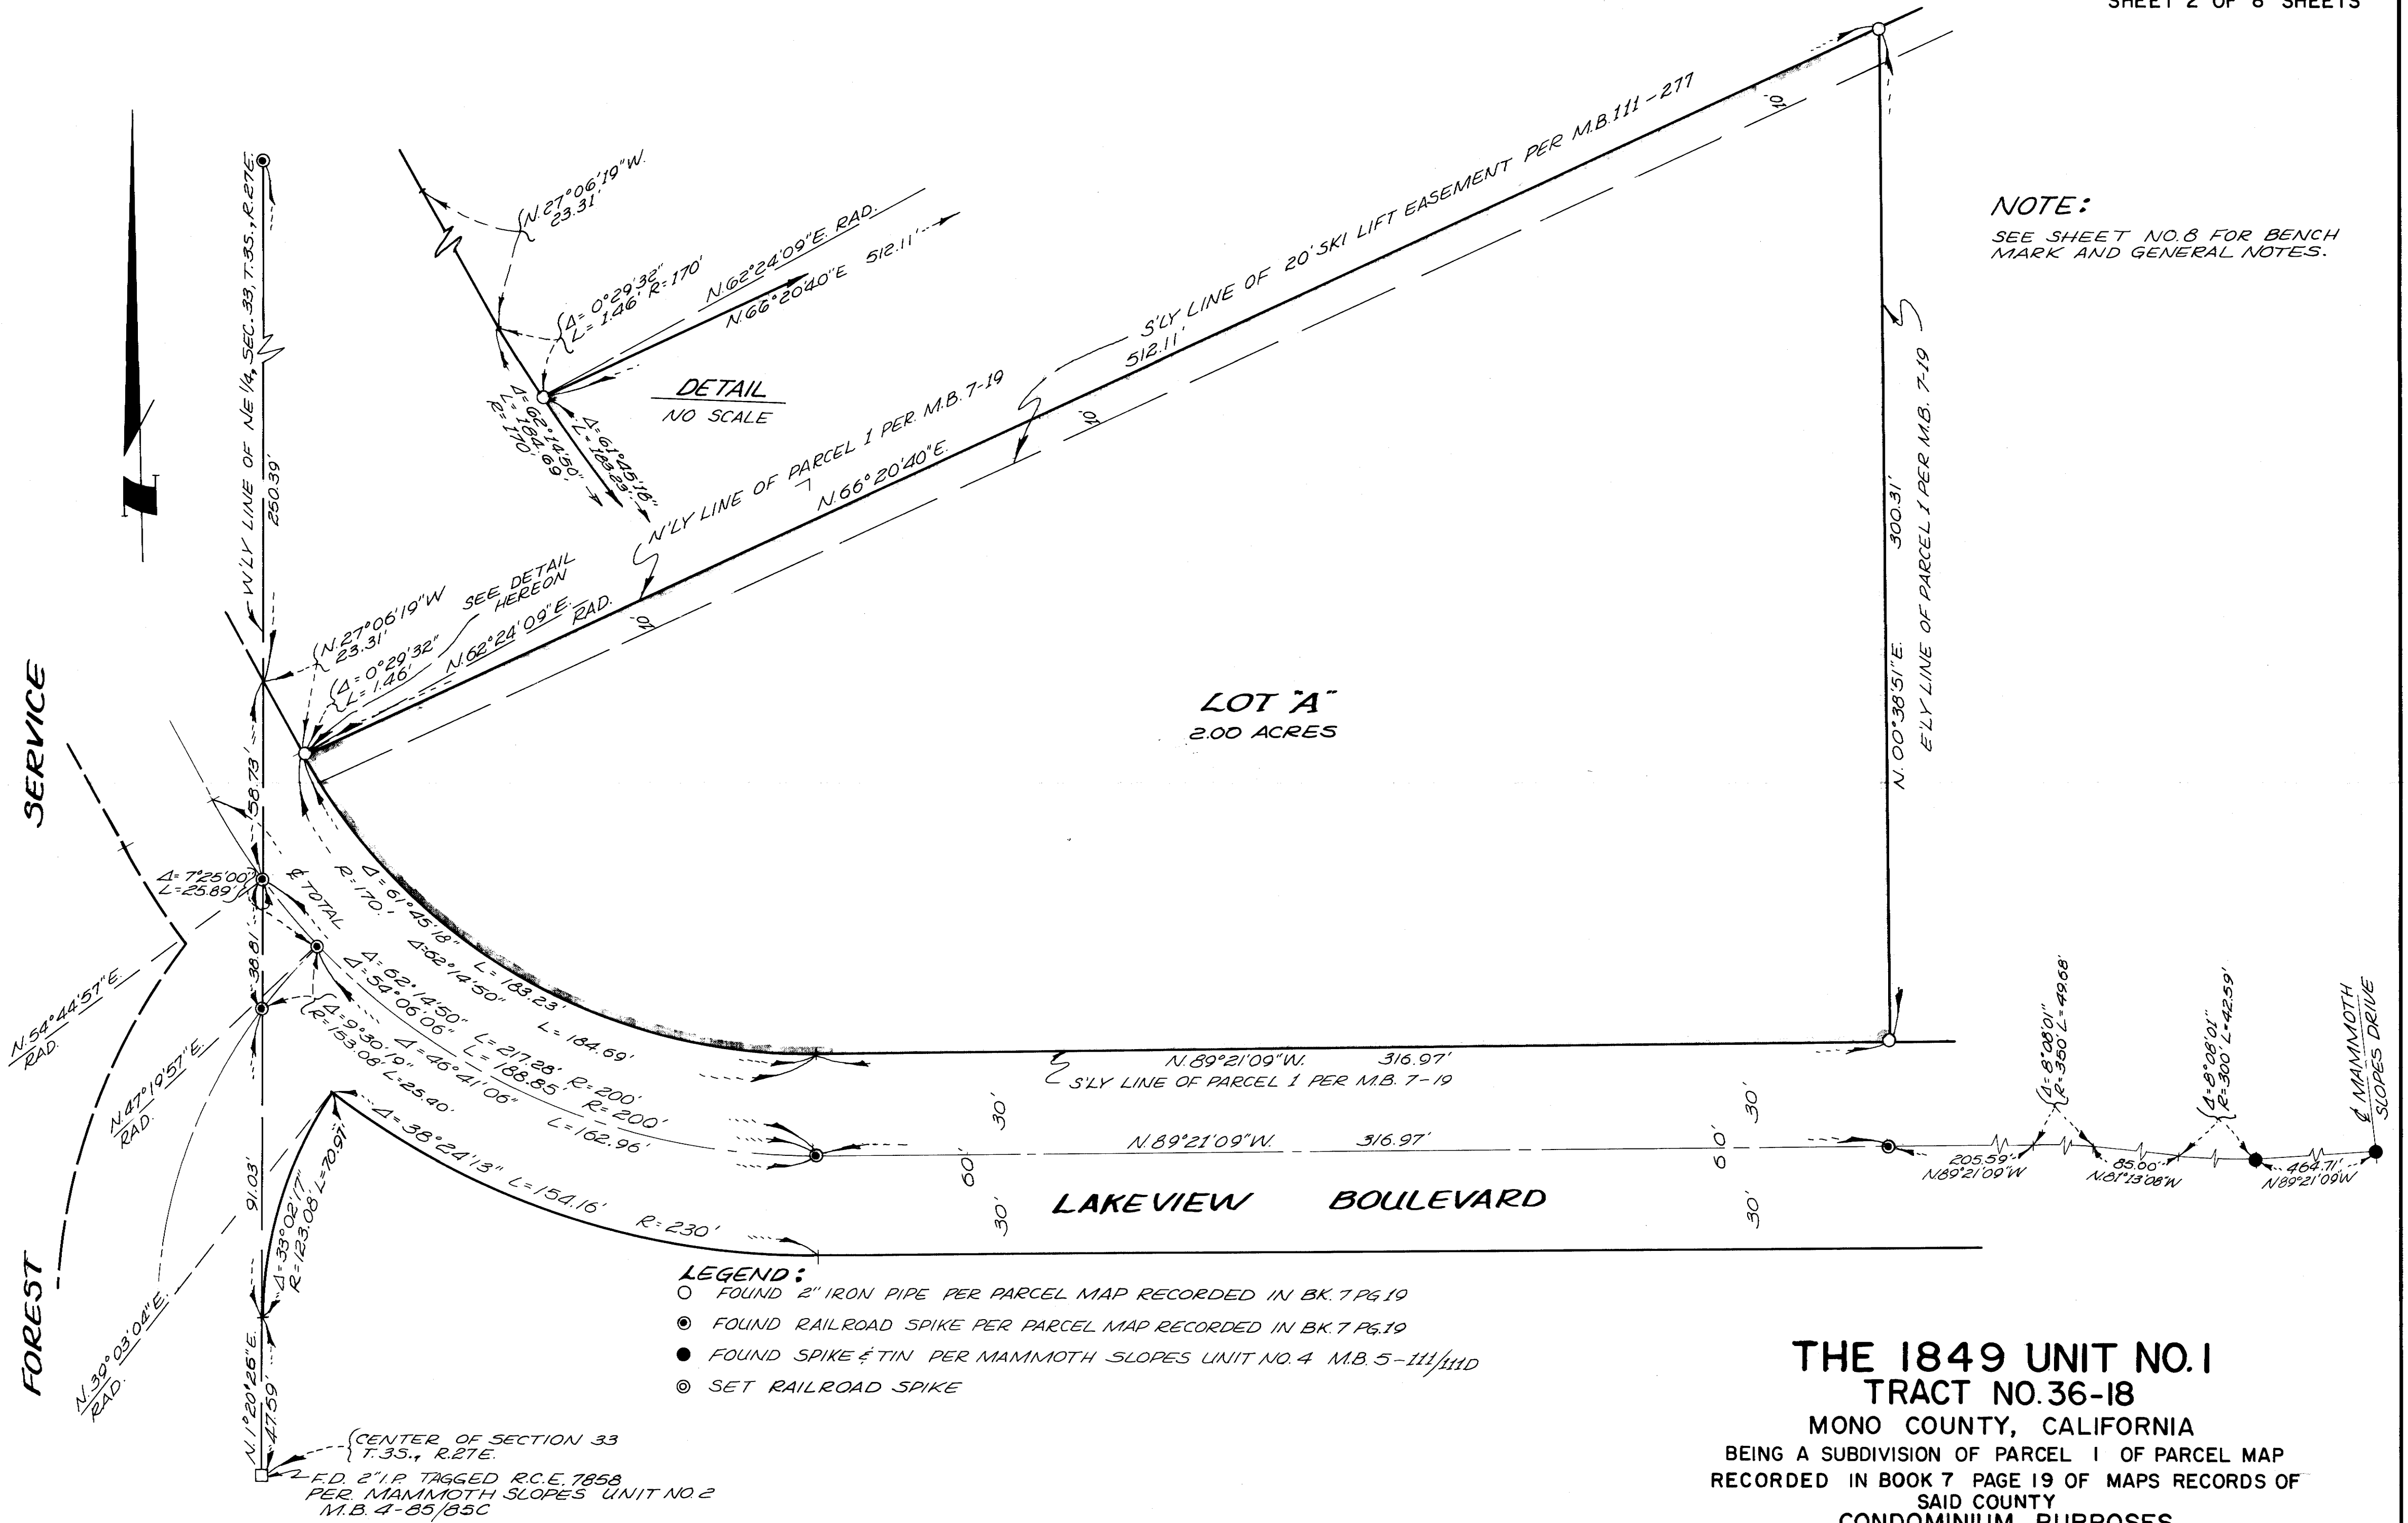 SHEET 2 OF 8 SHEETS
NOTE:
SEE SHEET NO.8 FOR BENCH
MARK AND GENERAL NOTES.
W'LY LINE OF NE 1/4, SEC. 33, T.3S., R.27E.
250.39'
N.27°06'19"W.
23.31'
Δ= 0°29'32"
L= 1.46' R=170'
N.62°24'09"E. RAD.
N.66°20'40"E 512.11'
DETAIL
NO SCALE
Δ= 62°14'50"
L= 184.69'
R= 170'
Δ= 61°45'18"
L= 183.23'
S'LY LINE OF 20' SKI LIFT EASEMENT PER M.B. 111-277
512.11'
N'LY LINE OF PARCEL 1 PER. M.B. 7-19
N.66°20'40"E.
10'
10'
N.27°06'19"W
23.31'
SEE DETAIL
HEREON
Δ= 0°29'32"
L= 1.46'
N.62°24'09"E.
RAD.
300.31'
N.00°38'51"E.
E'LY LINE OF PARCEL 1 PER M.B. 7-19
LOT "A"
2.00 ACRES
SERVICE
FOREST
58.73'
Δ= 7°25'00"
L=25.89'
₵ TOTAL
38.81'
N.54°44'57"E.
RAD.
N.47°19'57"E.
RAD.
N.39°03'04"E.
RAD.
R=170'
Δ= 61°45'18"
L= 183.23'
Δ=62°14'50"
L= 184.69'
Δ= 62°14'50" L= 217.28' R=200'
Δ=54°06'06" L= 188.85' R=200'
Δ= 46°41'06" L=162.96'
Δ=9°30'19"
R=153.08' L=25.40'
91.03'
Δ=33°02'17"
R=123.08' L=70.97'
Δ=38°24'13" L=154.16' R=230'
N.89°21'09"W. 316.97'
S'LY LINE OF PARCEL 1 PER M.B. 7-19
30'
30'
N.89°21'09"W. 316.97'
60'
60'
30'
30'
LAKEVIEW BOULEVARD
Δ=8°08'01"
R=350' L=49.68'
Δ=8°08'01"
R=300' L=42.59'
₵ MAMMOTH
SLOPES DRIVE
205.59'
N.89°21'09"W
85.00'
N.81°13'08"W
464.71'
N.89°21'09"W
N.1°20'26"E.
47.59'
CENTER OF SECTION 33
T.3S., R.27E.
F.D. 2" I.P. TAGGED R.C.E. 7858
PER. MAMMOTH SLOPES UNIT NO.2
M.B. 4-85/85C
LEGEND:
FOUND 2" IRON PIPE PER PARCEL MAP RECORDED IN BK. 7 PG.19
FOUND RAILROAD SPIKE PER PARCEL MAP RECORDED IN BK.7 PG.19
FOUND SPIKE & TIN PER MAMMOTH SLOPES UNIT NO. 4 M.B. 5-111/111D
SET RAILROAD SPIKE
THE 1849 UNIT NO. 1
TRACT NO. 36-18
MONO COUNTY, CALIFORNIA
BEING A SUBDIVISION OF PARCEL 1 OF PARCEL MAP
RECORDED IN BOOK 7 PAGE 19 OF MAPS RECORDS OF
SAID COUNTY
CONDOMINIUM PURPOSES